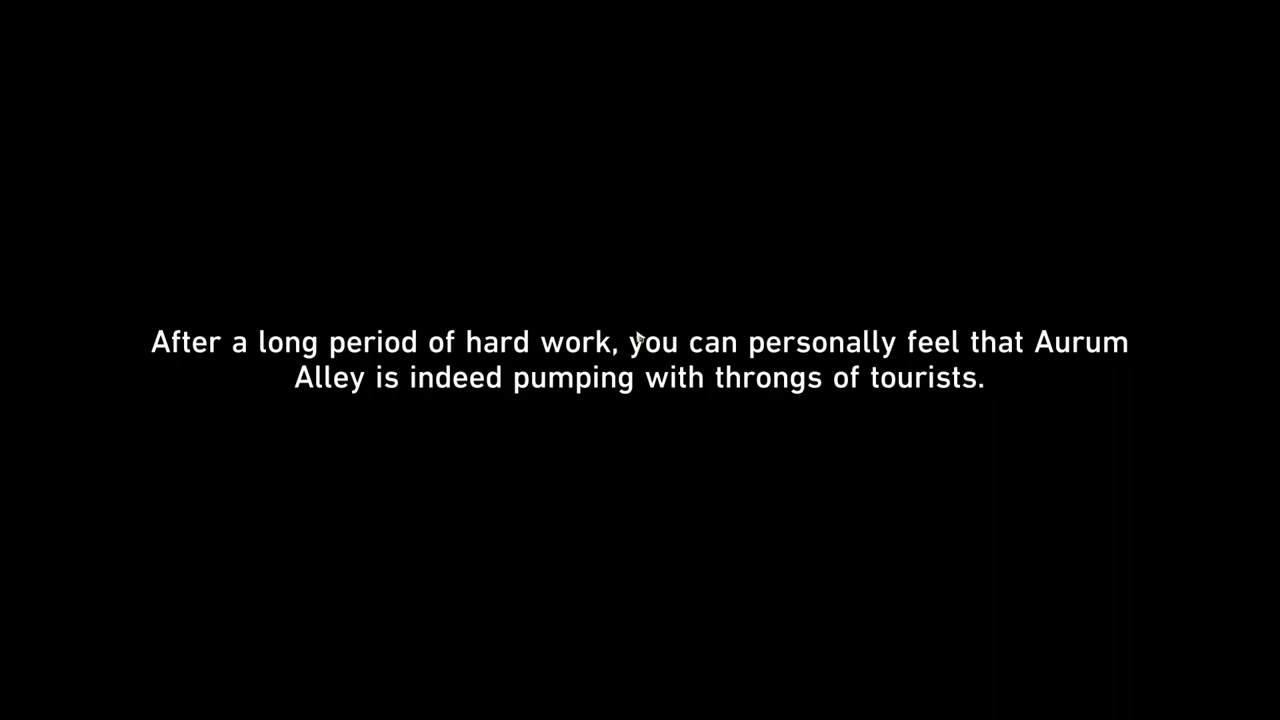 After a long period of hard work, you can personally feel that Aurum
Alley is indeed pumping with throngs of tourists.